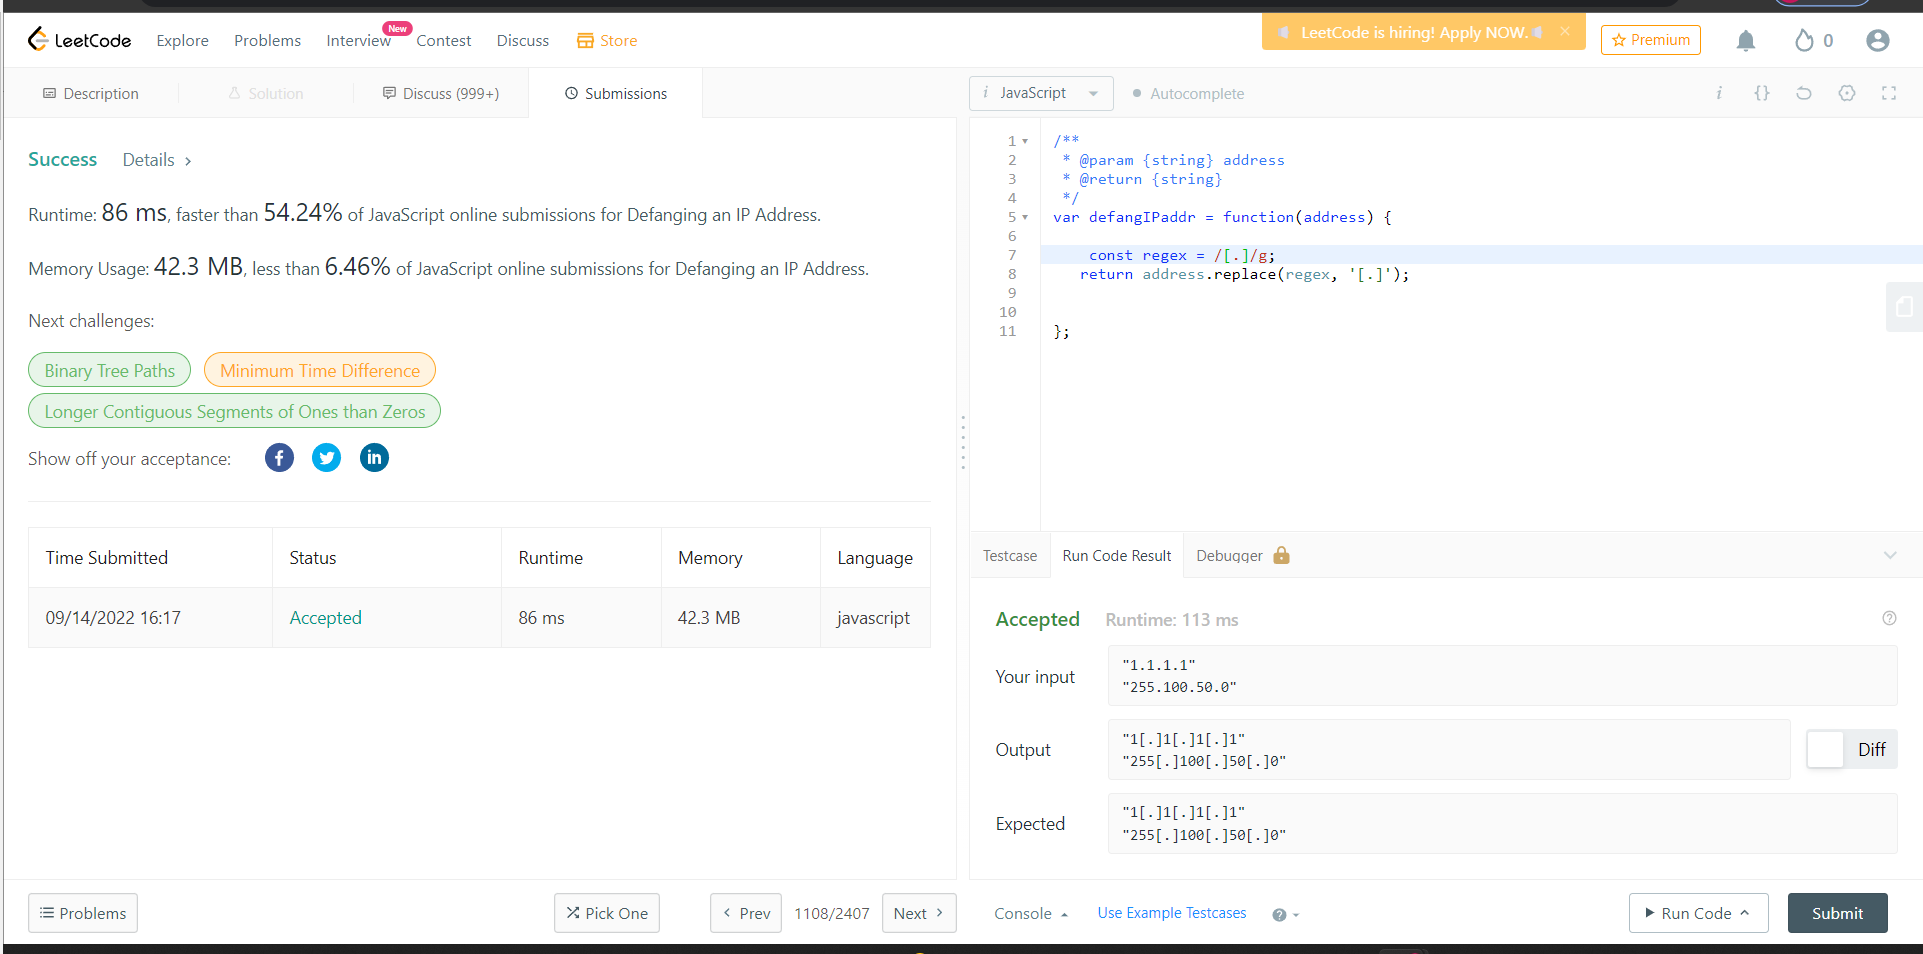 LeetCode Explore Problems Interview New Contest Discuss Store LeetCode is hiring! Apply NOW. Premium 0
Description Solution Discuss (999+) Submissions
Success Details
Runtime: 86 ms, faster than 54.24% of JavaScript online submissions for Defanging an IP Address.
Memory Usage: 42.3 MB, less than 6.46% of JavaScript online submissions for Defanging an IP Address.
Next challenges:
Binary Tree Paths Minimum Time Difference
Longer Contiguous Segments of Ones than Zeros
Show off your acceptance:
Time Submitted Status Runtime Memory Language
09/14/2022 16:17 Accepted 86 ms 42.3 MB javascript
Problems Pick One < Prev 1108/2407 Next >
i JavaScript Autocomplete i {}
1 /**
2 * @param {string} address
3 * @return {string}
4 */
5 var defangIPaddr = function(address) {
6
7 const regex = /[.]/g;
8 return address.replace(regex, '[.]');
9
10
11 };
Testcase Run Code Result Debugger
Accepted Runtime: 113 ms
Your input
"1.1.1.1"
"255.100.50.0"
Output
"1[.]1[.]1[.]1"
"255[.]100[.]50[.]0"
Diff
Expected
"1[.]1[.]1[.]1"
"255[.]100[.]50[.]0"
Console Use Example Testcases ? Run Code Submit